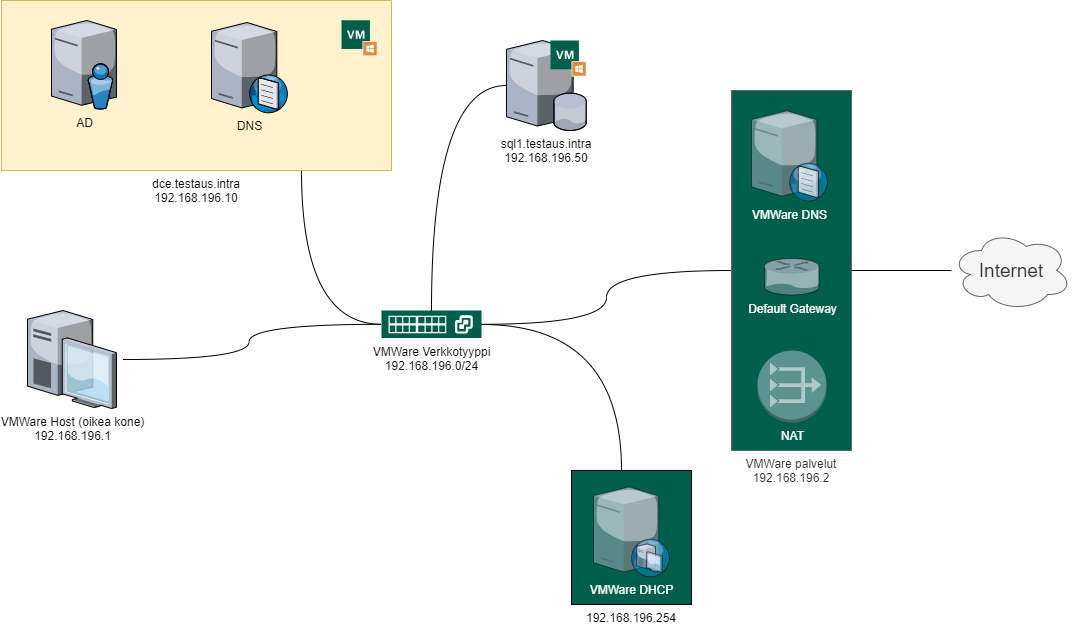 VM
AD
DNS
dce.testaus.intra
192.168.196.10
VM
sql1.testaus.intra
192.168.196.50
VMWare DNS
Default Gateway
NAT
VMWare palvelut
192.168.196.2
Internet
VMWare Verkkotyyppi
192.168.196.0/24
VMWare Host (oikea kone)
192.168.196.1
VMWare DHCP
192.168.196.254